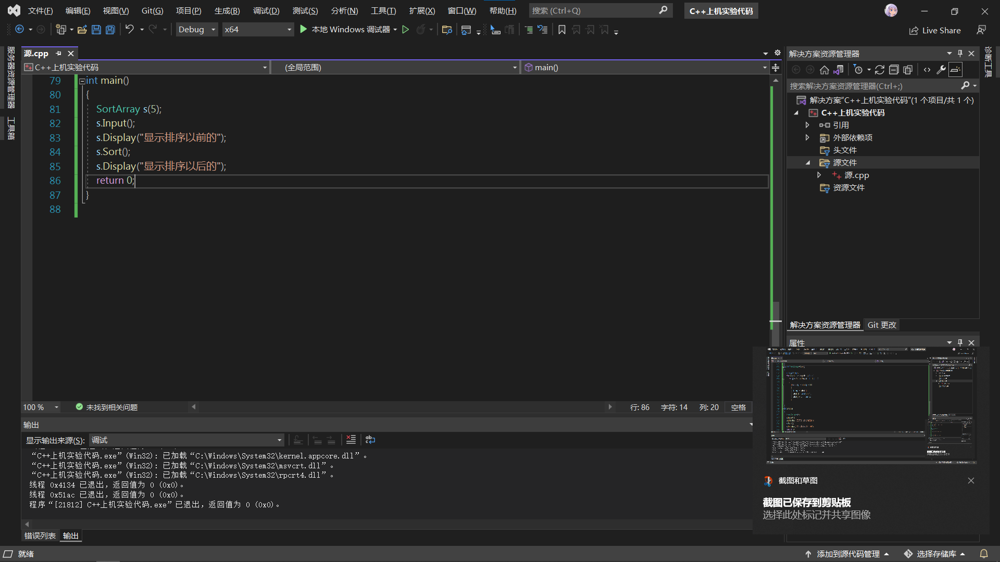 文件(F) 编辑(E) 视图(V) Git(G) 项目(P) 生成(B) 调试(D) 测试(S) 分析(N) 工具(T) 扩展(X) 窗口(W) 帮助(H) 搜索 (Ctrl+Q) C++上机实验代码
Debug x64 本地 Windows 调试器 Live Share
服务器资源管理器
工具箱
源.cpp
C++上机实验代码 (全局范围) main()
79 int main()
80 {
81 SortArray s(5);
82 s.Input();
83 s.Display("显示排序以前的");
84 s.Sort();
85 s.Display("显示排序以后的");
86 return 0;
87 }
88
100 % 未找到相关问题 行: 86 字符: 14 列: 20 空格
输出
显示输出来源(S): 调试
“C++上机实验代码.exe”(Win32): 已加载“C:\Windows\System32\kernel.appcore.dll”。
“C++上机实验代码.exe”(Win32): 已加载“C:\Windows\System32\msvcrt.dll”。
“C++上机实验代码.exe”(Win32): 已加载“C:\Windows\System32\rpcrt4.dll”。
线程 0x4134 已退出，返回值为 0 (0x0)。
线程 0x51ac 已退出，返回值为 0 (0x0)。
程序“[21812] C++上机实验代码.exe”已退出，返回值为 0 (0x0)。
错误列表 输出
解决方案资源管理器
搜索解决方案资源管理器(Ctrl+;)
解决方案“C++上机实验代码”(1 个项目/共 1 个)
C++上机实验代码
引用
外部依赖项
头文件
源文件
源.cpp
资源文件
解决方案资源管理器 Git 更改
属性
诊断工具
截图和草图
截图已保存到剪贴板
选择此处标记并共享图像
就绪 添加到源代码管理 选择存储库